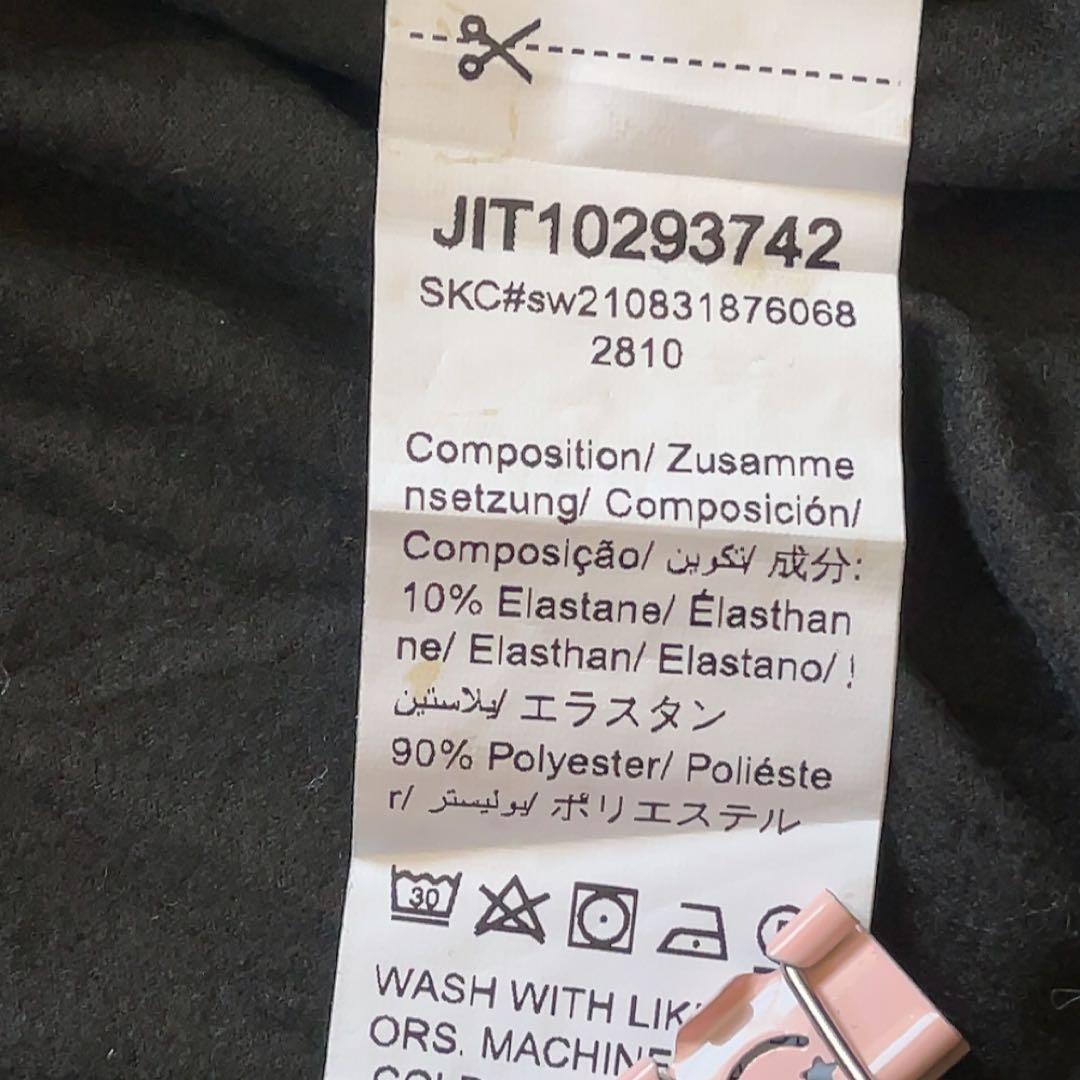 JIT10293742
SKC#sw210831876068
2810
Composition/ Zusamme
nsetzung/ Composición/
Composição/ تكوين/ 成分:
10% Elastane/ Élasthan
ne/ Elasthan/ Elastano/ !
يلاستين/ エラスタン
90% Polyester/ Poliéste
r/ بوليستر/ ポリエステル
30
WASH WITH LIK
ORS. MACHINE